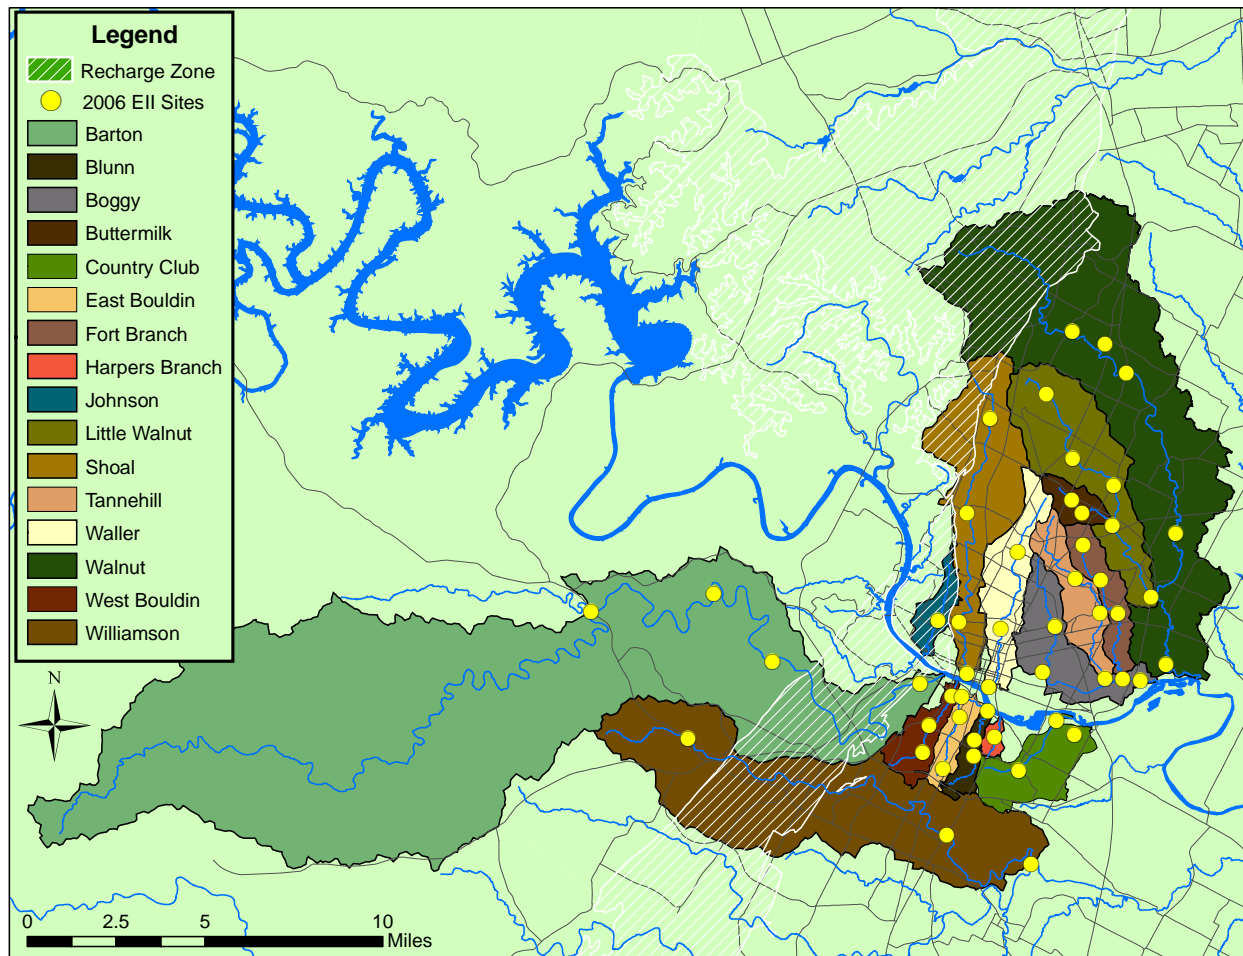 Legend
Recharge Zone
2006 EII Sites
Barton
Blunn
Boggy
Buttermilk
Country Club
East Bouldin
Fort Branch
Harpers Branch
Johnson
Little Walnut
Shoal
Tannehill
Waller
Walnut
West Bouldin
Williamson
N
0 2.5 5 10
Miles